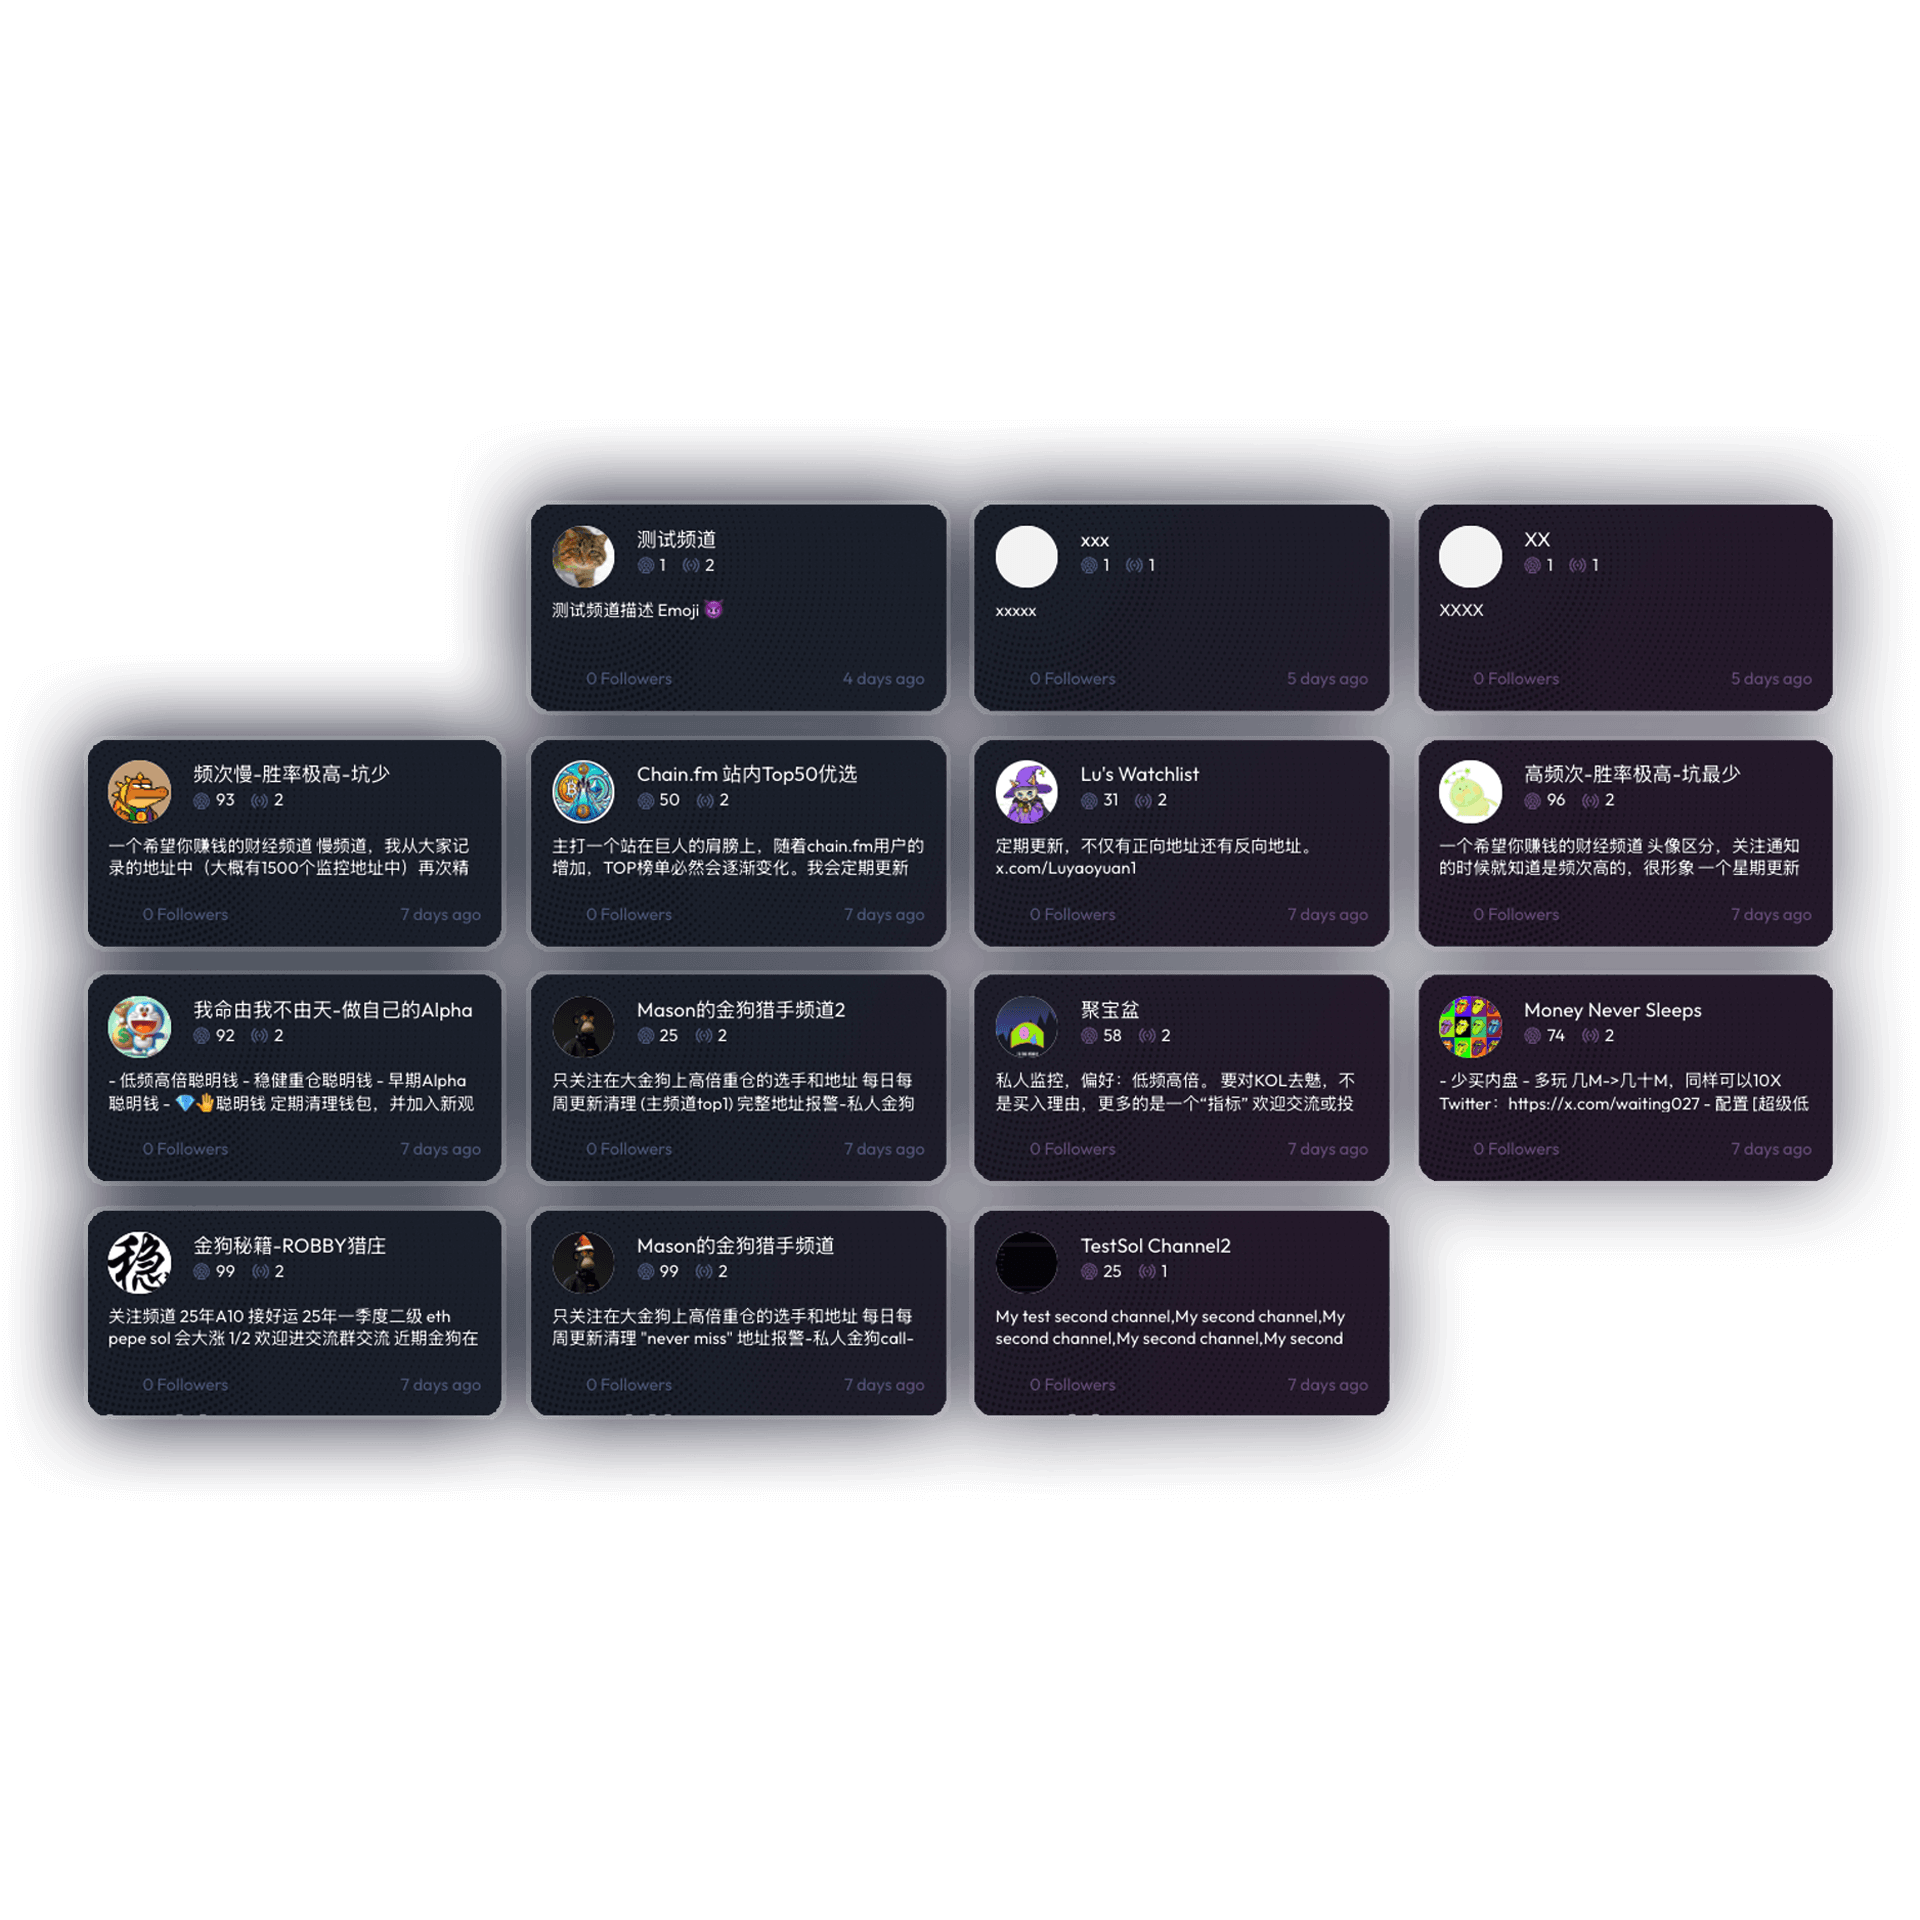 测试频道
1 2
测试频道描述 Emoji 😈
0 Followers 4 days ago
xxx
1 1
xxxxx
0 Followers 5 days ago
XX
1 1
XXXX
0 Followers 5 days ago
频次慢-胜率极高-坑少
93 2
一个希望你赚钱的财经频道 慢频道，我从大家记
录的地址中（大概有1500个监控地址中）再次精
0 Followers 7 days ago
Chain.fm 站内Top50优选
50 2
主打一个站在巨人的肩膀上，随着chain.fm用户的
增加，TOP榜单必然会逐渐变化。我会定期更新
0 Followers 7 days ago
Lu's Watchlist
31 2
定期更新，不仅有正向地址还有反向地址。
x.com/Luyaoyuan1
0 Followers 7 days ago
高频次-胜率极高-坑最少
96 2
一个希望你赚钱的财经频道 头像区分，关注通知
的时候就知道是频次高的，很形象 一个星期更新
0 Followers 7 days ago
我命由我不由天-做自己的Alpha
92 2
- 低频高倍聪明钱 - 稳健重仓聪明钱 - 早期Alpha
聪明钱 - 💎🤚聪明钱 定期清理钱包，并加入新观
0 Followers 7 days ago
Mason的金狗猎手频道2
25 2
只关注在大金狗上高倍重仓的选手和地址 每日每
周更新清理 (主频道top1) 完整地址报警-私人金狗
0 Followers 7 days ago
聚宝盆
58 2
私人监控，偏好：低频高倍。 要对KOL去魅，不
是买入理由，更多的是一个“指标” 欢迎交流或投
0 Followers 7 days ago
Money Never Sleeps
74 2
- 少买内盘 - 多玩 几M->几十M，同样可以10X
Twitter：https://x.com/waiting027 - 配置 [超级低
0 Followers 7 days ago
稳
金狗秘籍-ROBBY猎庄
99 2
关注频道 25年A10 接好运 25年一季度二级 eth
pepe sol 会大涨 1/2 欢迎进交流群交流 近期金狗在
0 Followers 7 days ago
Mason的金狗猎手频道
99 2
只关注在大金狗上高倍重仓的选手和地址 每日每
周更新清理 "never miss" 地址报警-私人金狗call-
0 Followers 7 days ago
TestSol Channel2
25 1
My test second channel,My second channel,My
second channel,My second channel,My second
0 Followers 7 days ago